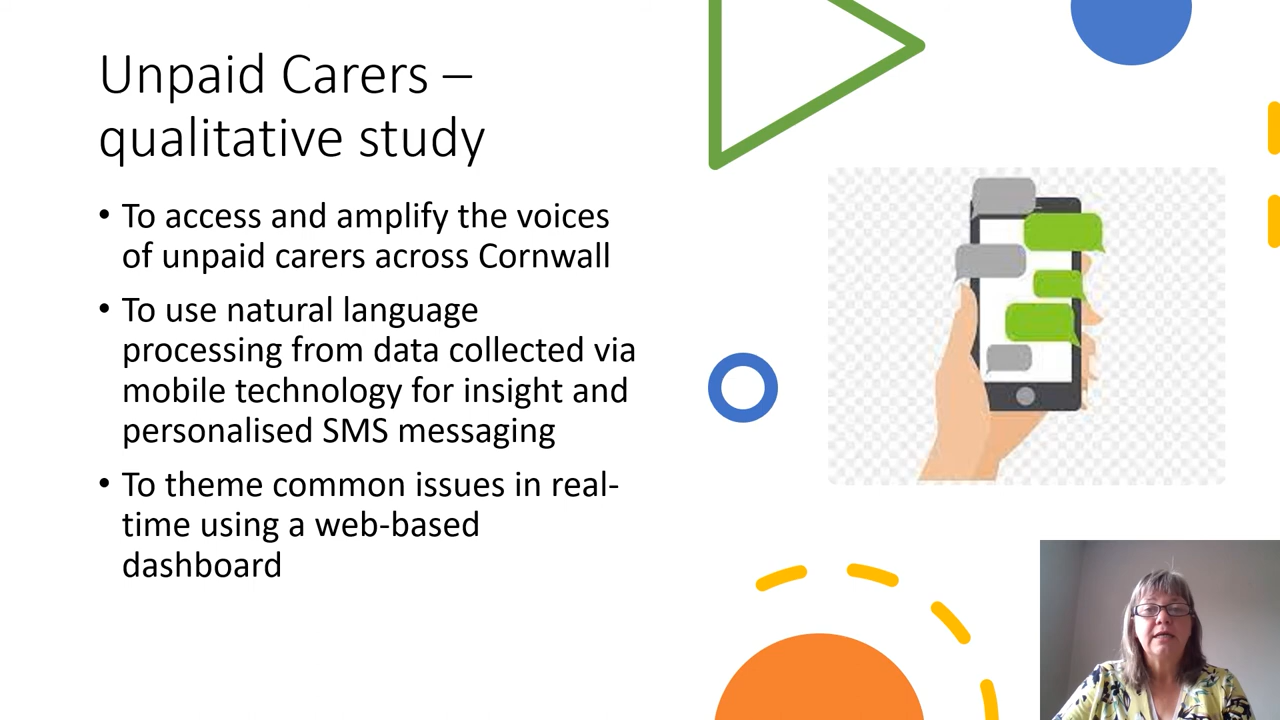 Unpaid Carers –
qualitative study
• To access and amplify the voices
of unpaid carers across Cornwall
• To use natural language
processing from data collected via
mobile technology for insight and
personalised SMS messaging
• To theme common issues in real-
time using a web-based
dashboard